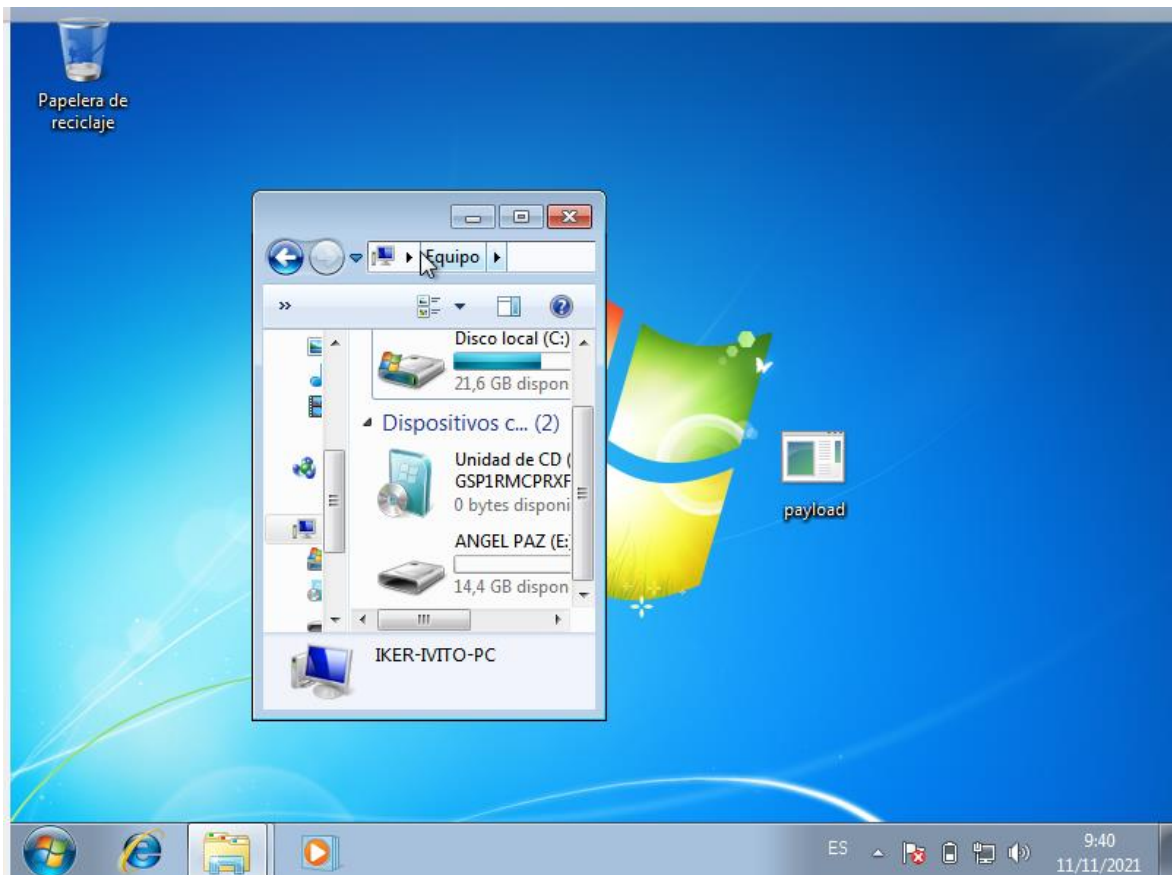 Papelera de
reciclaje
Equipo
»
Disco local (C:)
21,6 GB dispon
Dispositivos c... (2)
Unidad de CD (
GSP1RMCPRXF
0 bytes disponi
ANGEL PAZ (E:
14,4 GB dispon
IKER-IVITO-PC
payload
ES
9:40
11/11/2021